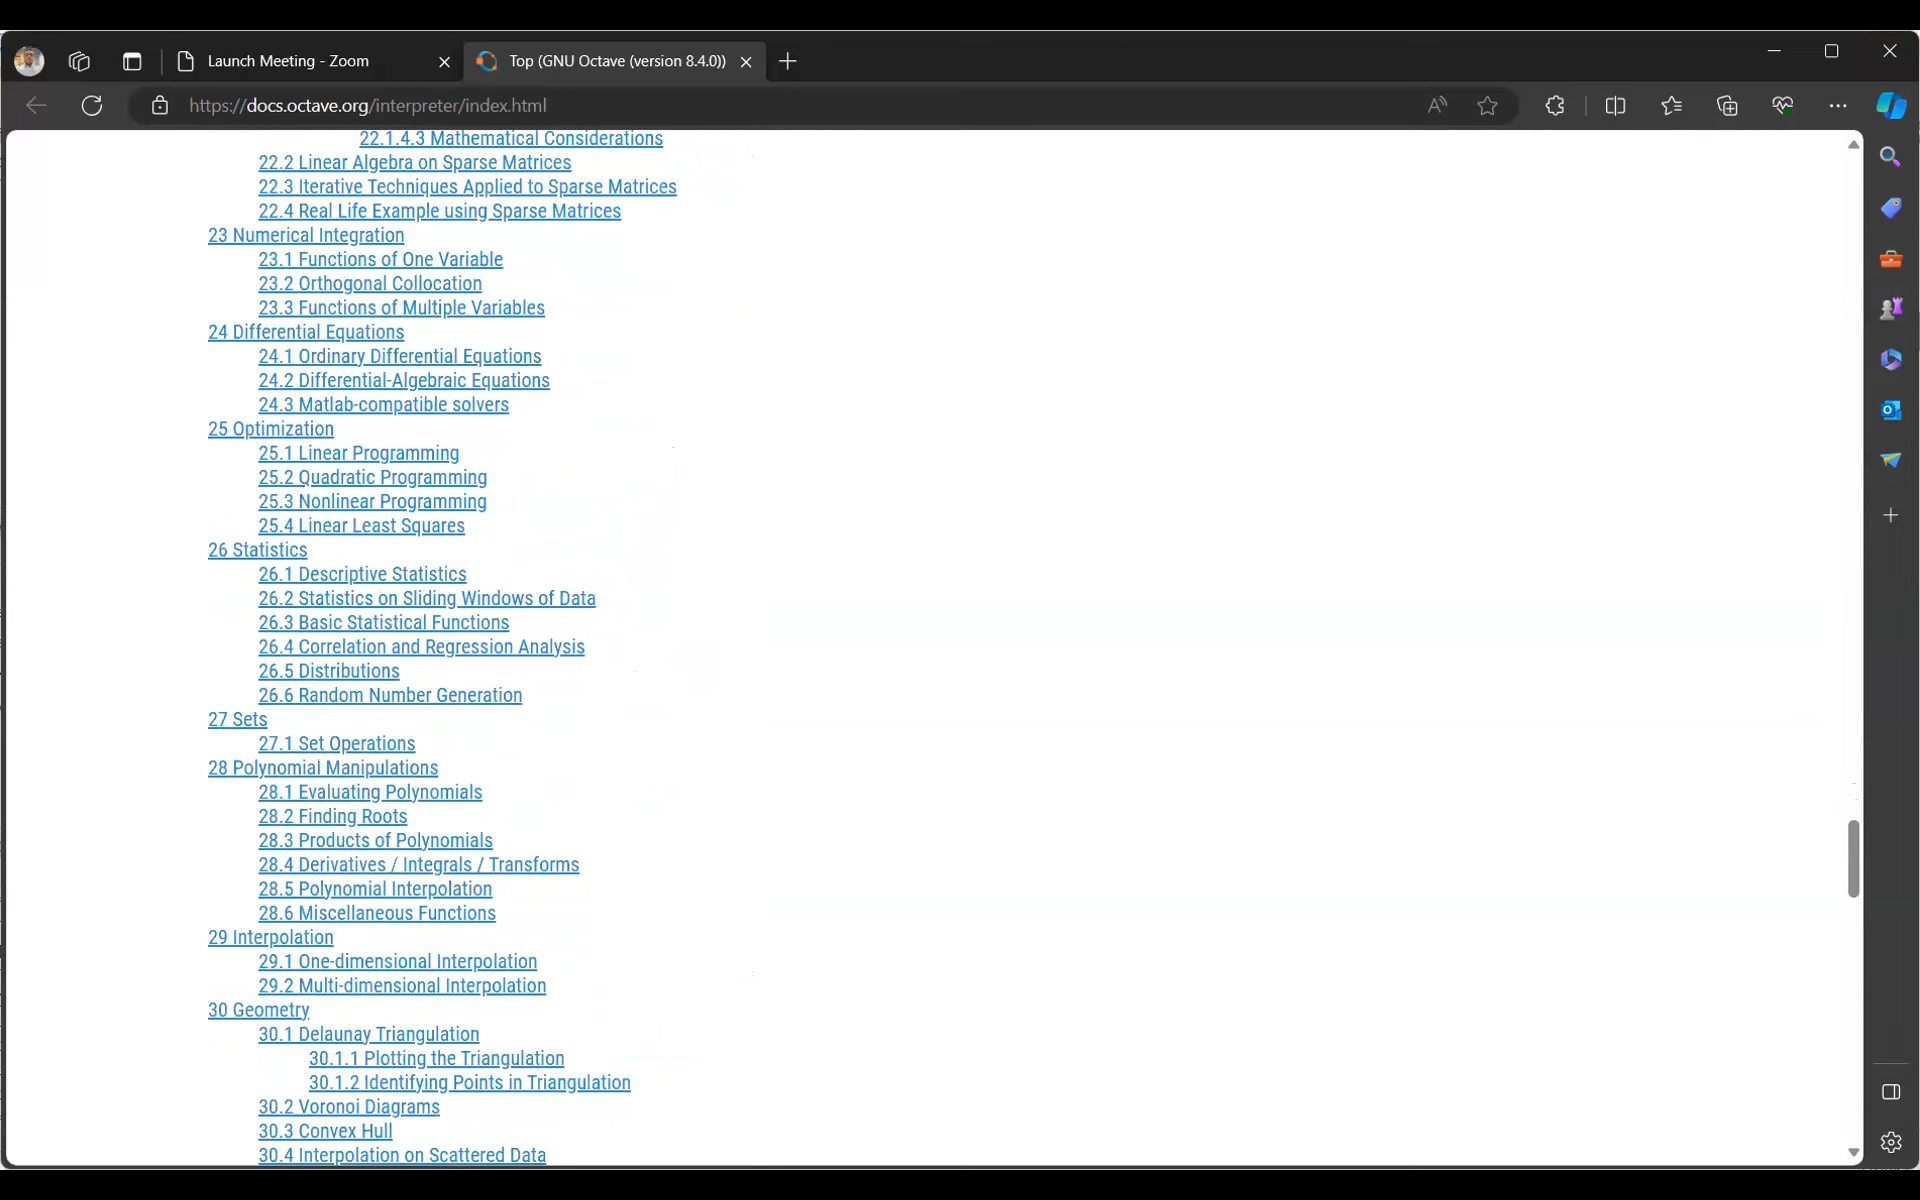 Launch Meeting - Zoom
Top (GNU Octave (version 8.4.0))
https://docs.octave.org/interpreter/index.html
22.1.4.3 Mathematical Considerations
22.2 Linear Algebra on Sparse Matrices
22.3 Iterative Techniques Applied to Sparse Matrices
22.4 Real Life Example using Sparse Matrices
23 Numerical Integration
23.1 Functions of One Variable
23.2 Orthogonal Collocation
23.3 Functions of Multiple Variables
24 Differential Equations
24.1 Ordinary Differential Equations
24.2 Differential-Algebraic Equations
24.3 Matlab-compatible solvers
25 Optimization
25.1 Linear Programming
25.2 Quadratic Programming
25.3 Nonlinear Programming
25.4 Linear Least Squares
26 Statistics
26.1 Descriptive Statistics
26.2 Statistics on Sliding Windows of Data
26.3 Basic Statistical Functions
26.4 Correlation and Regression Analysis
26.5 Distributions
26.6 Random Number Generation
27 Sets
27.1 Set Operations
28 Polynomial Manipulations
28.1 Evaluating Polynomials
28.2 Finding Roots
28.3 Products of Polynomials
28.4 Derivatives / Integrals / Transforms
28.5 Polynomial Interpolation
28.6 Miscellaneous Functions
29 Interpolation
29.1 One-dimensional Interpolation
29.2 Multi-dimensional Interpolation
30 Geometry
30.1 Delaunay Triangulation
30.1.1 Plotting the Triangulation
30.1.2 Identifying Points in Triangulation
30.2 Voronoi Diagrams
30.3 Convex Hull
30.4 Interpolation on Scattered Data